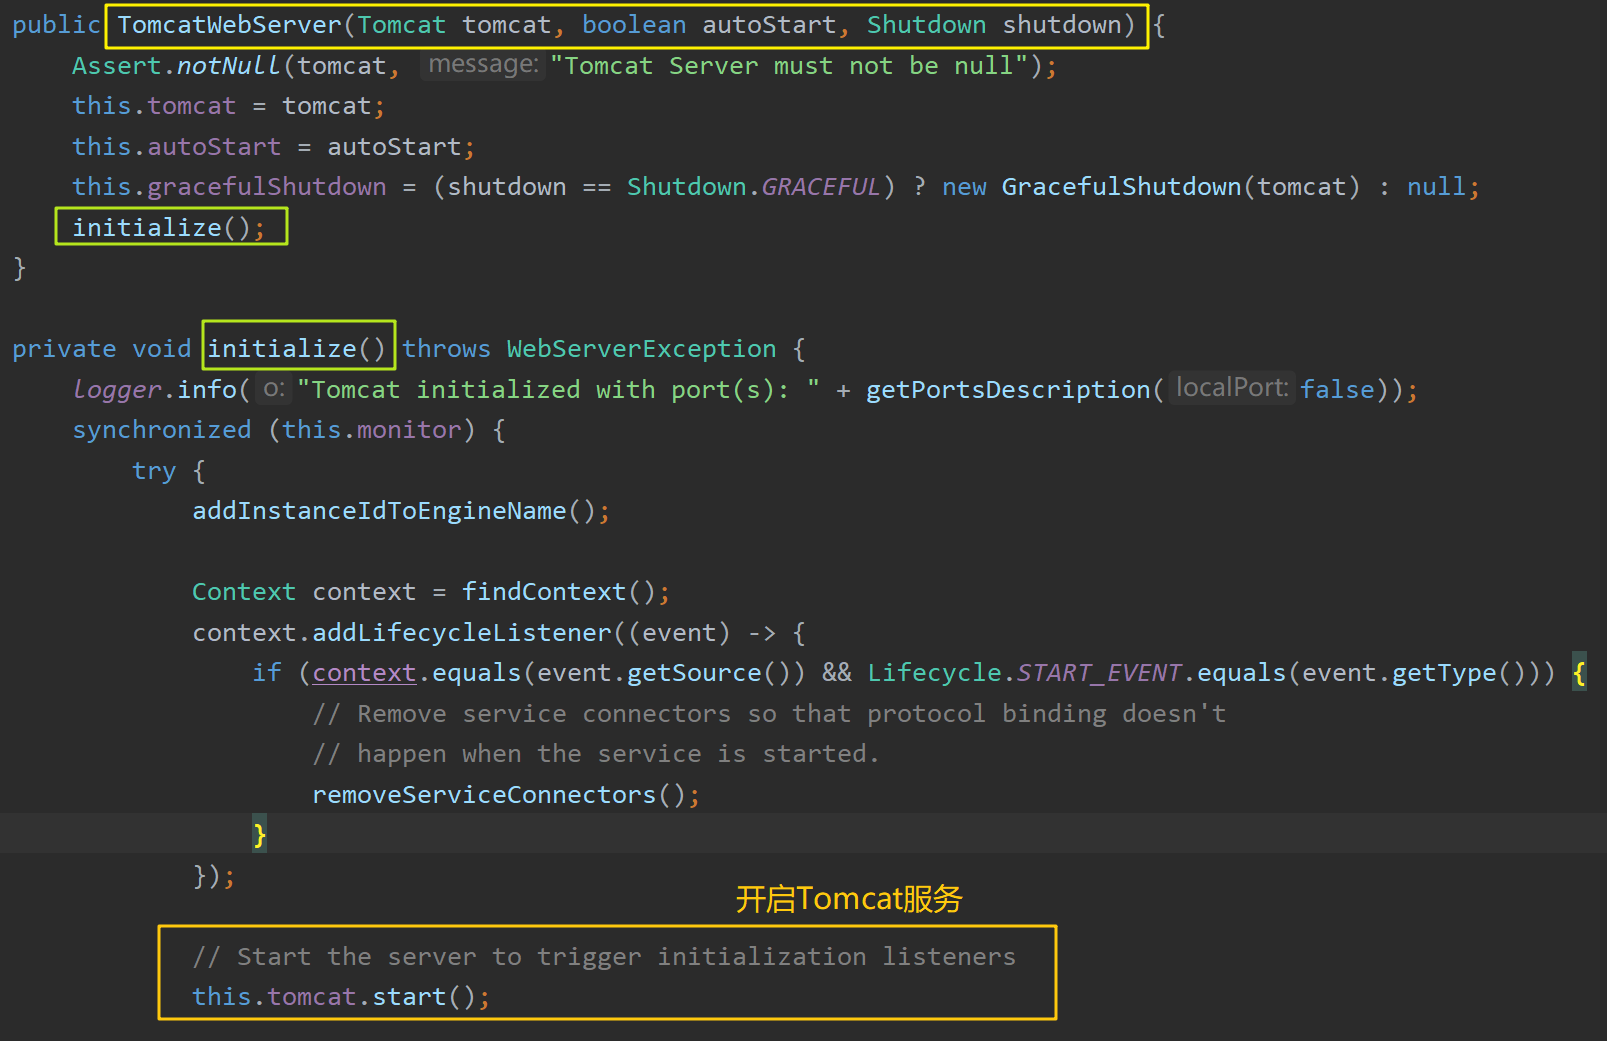 public TomcatWebServer(Tomcat tomcat, boolean autoStart, Shutdown shutdown) {
    Assert.notNull(tomcat, message: "Tomcat Server must not be null");
    this.tomcat = tomcat;
    this.autoStart = autoStart;
    this.gracefulShutdown = (shutdown == Shutdown.GRACEFUL) ? new GracefulShutdown(tomcat) : null;
    initialize();
}
private void initialize() throws WebServerException {
    logger.info( o: "Tomcat initialized with port(s): " + getPortsDescription( localPort: false));
    synchronized (this.monitor) {
        try {
            addInstanceIdToEngineName();
            Context context = findContext();
            context.addLifecycleListener((event) -> {
                if (context.equals(event.getSource()) && Lifecycle.START_EVENT.equals(event.getType())) {
                    // Remove service connectors so that protocol binding doesn't
                    // happen when the service is started.
                    removeServiceConnectors();
                }
            });
开启Tomcat服务
            // Start the server to trigger initialization listeners
            this.tomcat.start();